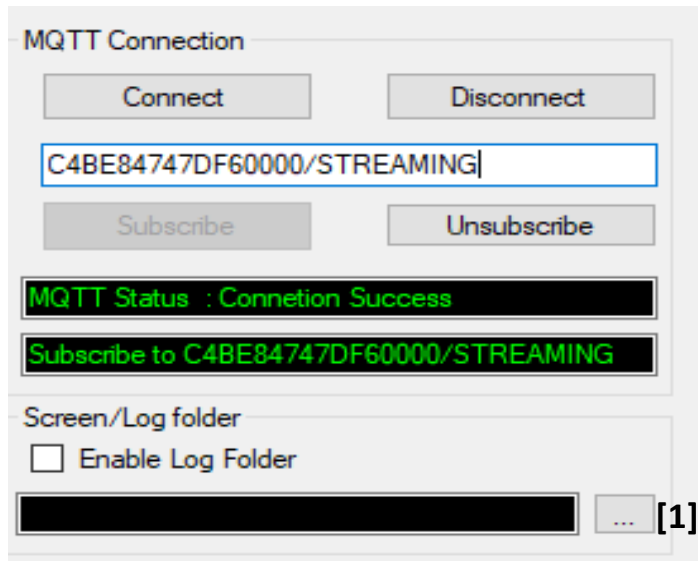 MQTT Connection
Connect Disconnect
C4BE84747DF60000/STREAMING
Subscribe Unsubscribe
MQTT Status : Connetion Success
Subscribe to C4BE84747DF60000/STREAMING
Screen/Log folder
Enable Log Folder
... [1]